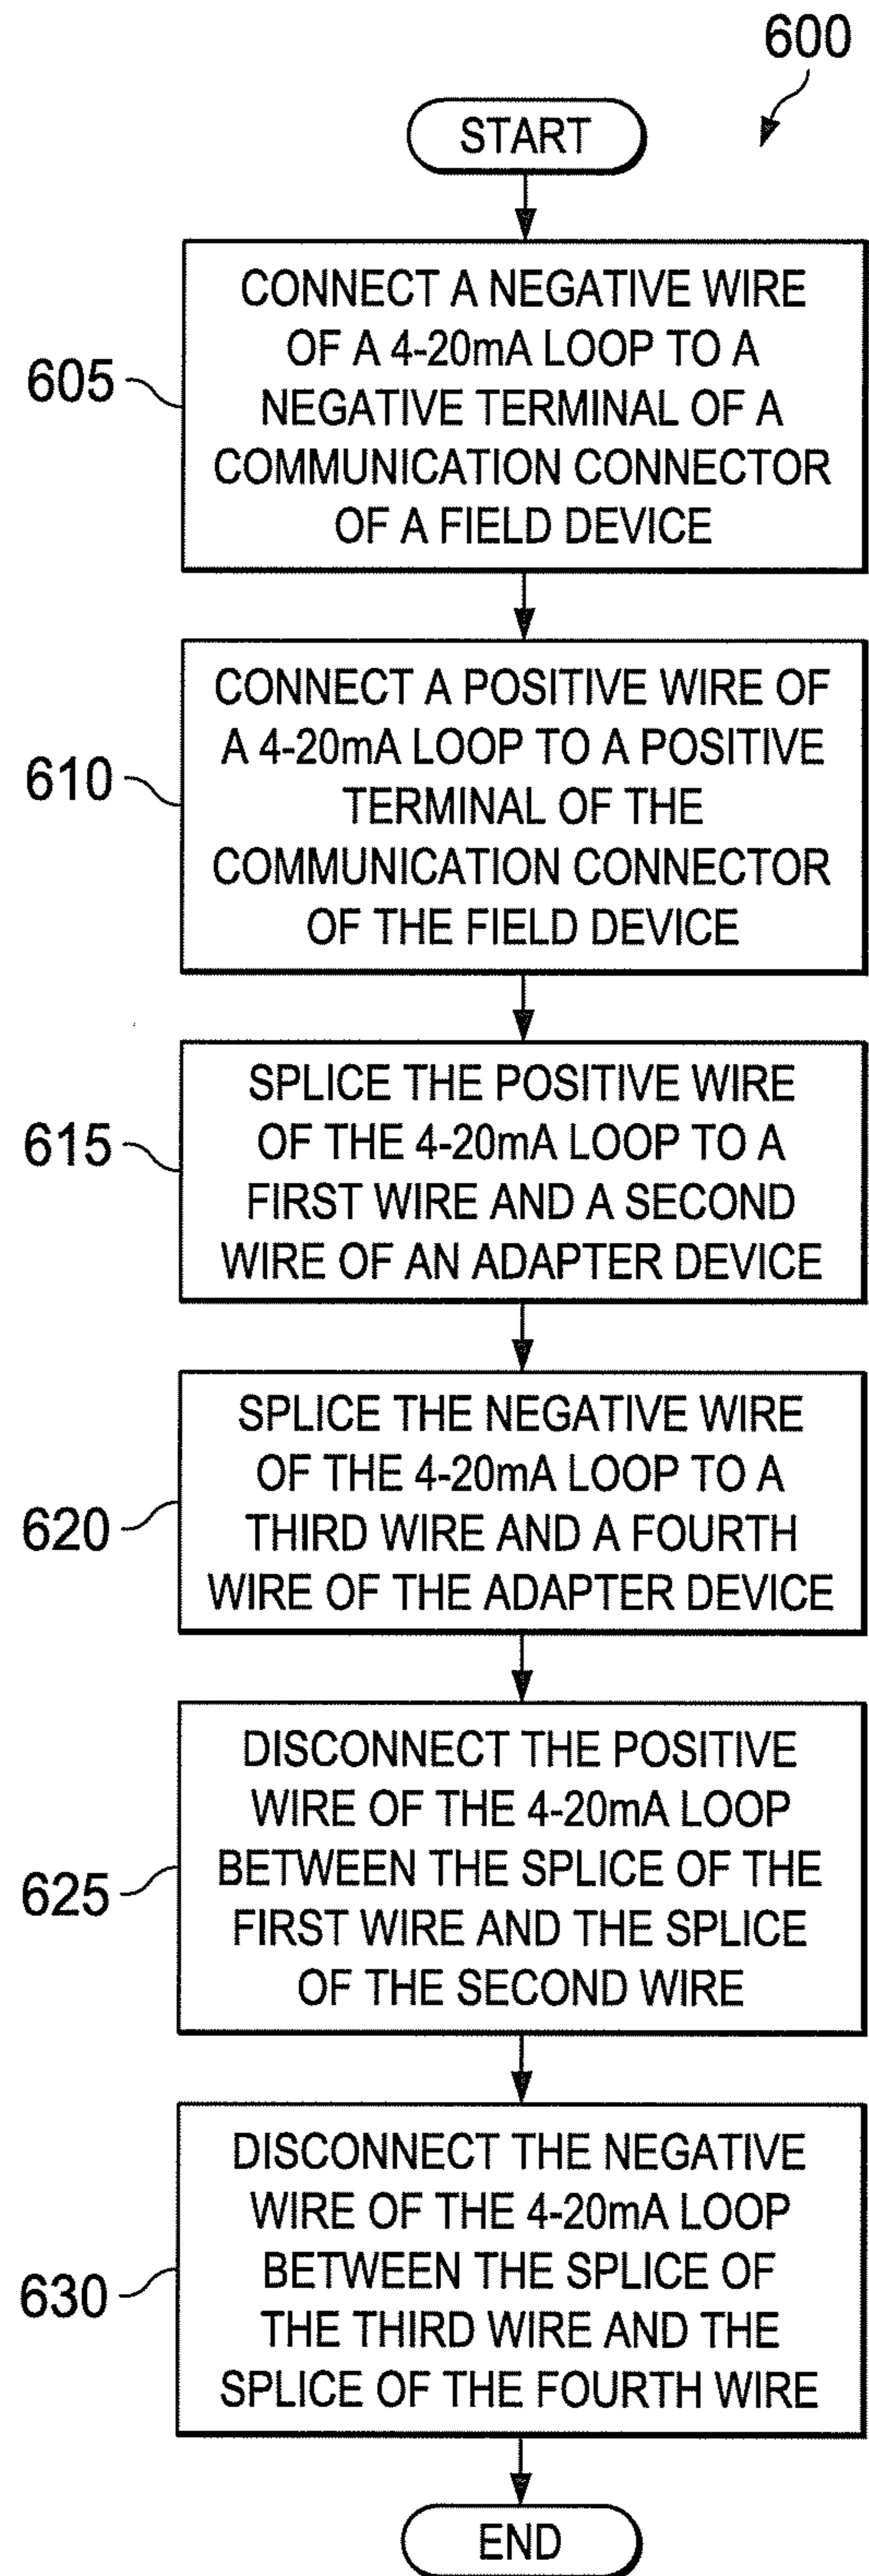 600
START
605
CONNECT A NEGATIVE WIRE
OF A 4-20mA LOOP TO A
NEGATIVE TERMINAL OF A
COMMUNICATION CONNECTOR
OF A FIELD DEVICE
610
CONNECT A POSITIVE WIRE OF
A 4-20mA LOOP TO A POSITIVE
TERMINAL OF THE
COMMUNICATION CONNECTOR
OF THE FIELD DEVICE
615
SPLICE THE POSITIVE WIRE
OF THE 4-20mA LOOP TO A
FIRST WIRE AND A SECOND
WIRE OF AN ADAPTER DEVICE
620
SPLICE THE NEGATIVE WIRE
OF THE 4-20mA LOOP TO A
THIRD WIRE AND A FOURTH
WIRE OF THE ADAPTER DEVICE
625
DISCONNECT THE POSITIVE
WIRE OF THE 4-20mA LOOP
BETWEEN THE SPLICE OF THE
FIRST WIRE AND THE SPLICE
OF THE SECOND WIRE
630
DISCONNECT THE NEGATIVE
WIRE OF THE 4-20mA LOOP
BETWEEN THE SPLICE OF
THE THIRD WIRE AND THE
SPLICE OF THE FOURTH WIRE
END